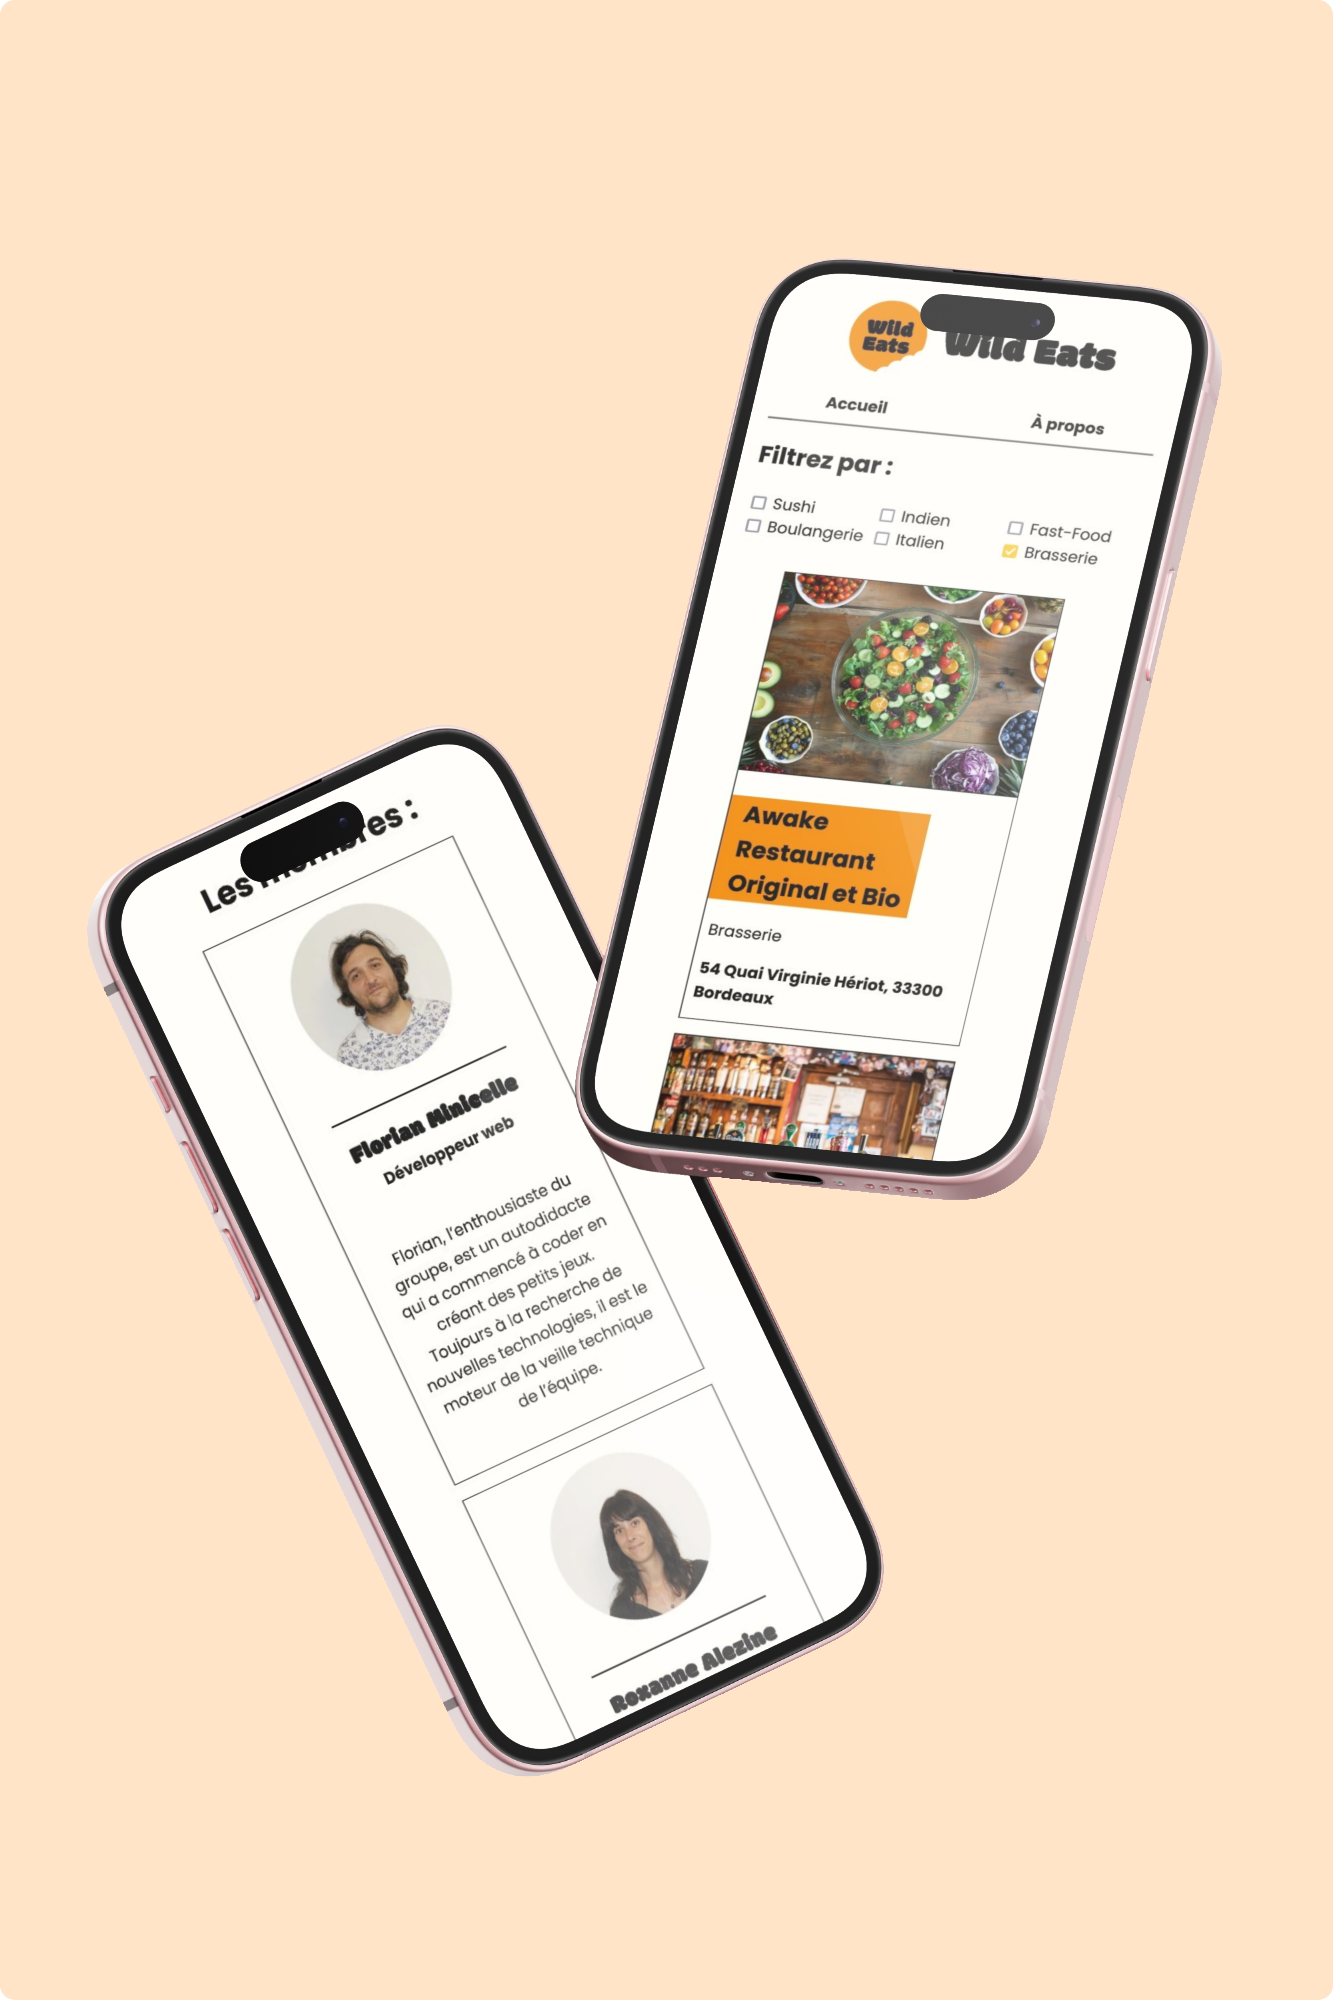 Wild
Eats
Wild Eats
Accueil
À propos
Filtrez par :
Sushi
Indien
Fast-Food
Boulangerie
Italien
Brasserie
Awake
Restaurant
Original et Bio
Brasserie
54 Quai Virginie Hériot, 33300
Bordeaux
Les membres :
Florian Minicelle
Développeur web
Florian, l'enthousiaste du
groupe, est un autodidacte
qui a commencé à coder en
créant des petits jeux.
Toujours à la recherche de
nouvelles technologies, il est le
moteur de la veille technique
de l'équipe.
Roxanne Alezine